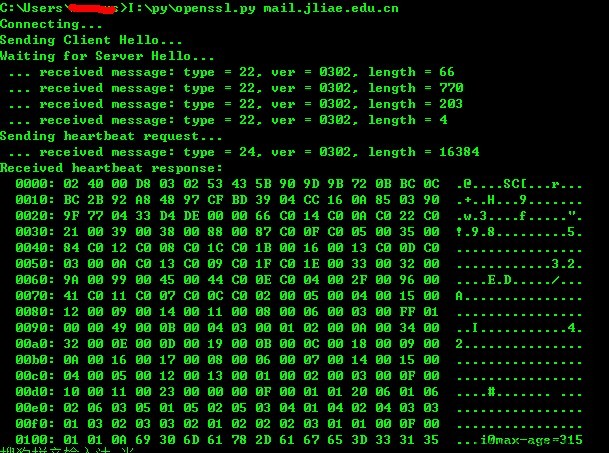 C:\Users\ >I:\py\openssl.py mail.jliae.edu.cn
Connecting...
Sending Client Hello...
Waiting for Server Hello...
 ... received message: type = 22, ver = 0302, length = 66
 ... received message: type = 22, ver = 0302, length = 770
 ... received message: type = 22, ver = 0302, length = 203
 ... received message: type = 22, ver = 0302, length = 4
Sending heartbeat request...
 ... received message: type = 24, ver = 0302, length = 16384
Received heartbeat response:
  0000: 02 40 00 D8 03 02 53 43 5B 90 9D 9B 72 0B BC 0C  .@....SC[...r...
  0010: BC 2B 92 A8 48 97 CF BD 39 04 CC 16 0A 85 03 90  .+..H...9.......
  0020: 9F 77 04 33 D4 DE 00 00 66 C0 14 C0 0A C0 22 C0  .w.3....f.....".
  0030: 21 00 39 00 38 00 88 00 87 C0 0F C0 05 00 35 00  !.9.8.........5.
  0040: 84 C0 12 C0 08 C0 1C C0 1B 00 16 00 13 C0 0D C0  ................
  0050: 03 00 0A C0 13 C0 09 C0 1F C0 1E 00 33 00 32 00  ............3.2.
  0060: 9A 00 99 00 45 00 44 C0 0E C0 04 00 2F 00 96 00  ....E.D...../...
  0070: 41 C0 11 C0 07 C0 0C C0 02 00 05 00 04 00 15 00  A...............
  0080: 12 00 09 00 14 00 11 00 08 00 06 00 03 00 FF 01  ................
  0090: 00 00 49 00 0B 00 04 03 00 01 02 00 0A 00 34 00  ..I...........4.
  00a0: 32 00 0E 00 0D 00 19 00 0B 00 0C 00 18 00 09 00  2...............
  00b0: 0A 00 16 00 17 00 08 00 06 00 07 00 14 00 15 00  ................
  00c0: 04 00 05 00 12 00 13 00 01 00 02 00 03 00 0F 00  ................
  00d0: 10 00 11 00 23 00 00 00 0F 00 01 01 20 06 01 06  ....#....... ...
  00e0: 02 06 03 05 01 05 02 05 03 04 01 04 02 04 03 03  ................
  00f0: 01 03 02 03 03 02 01 02 02 02 03 01 01 00 0F 00  ................
  0100: 01 01 0A 69 30 6D 61 78 2D 61 67 65 3D 33 31 35  ...i0max-age=315